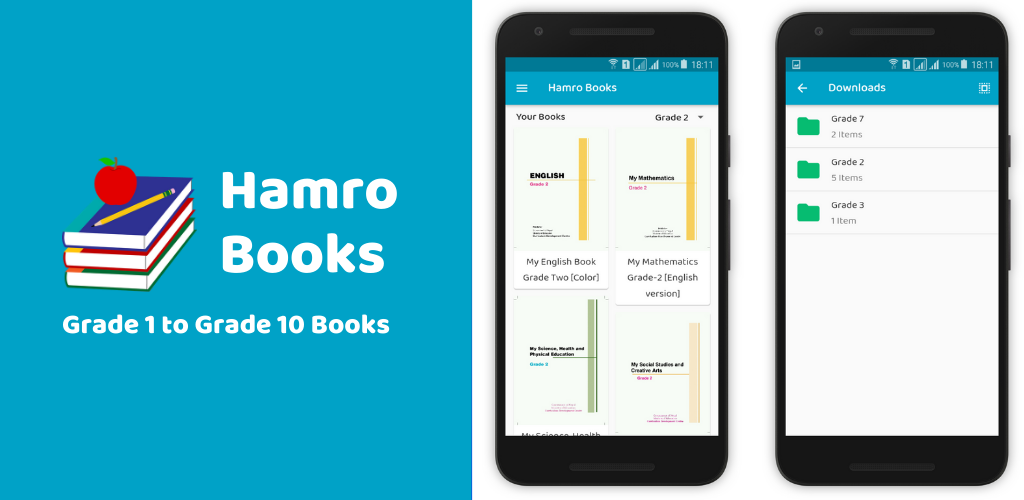 Hamro
Books
Grade 1 to Grade 10 Books
100% 18:11
Hamro Books
Your Books
Grade 2
ENGLISH
Grade 2
My Mathematics
Grade 2
My English Book
Grade Two [Color]
My Mathematics
Grade-2 [English
version]
My Science, Health and
Physical Education
Grade 2
My Social Studies and
Creative Arts
Grade 2
My Science, Health
100% 18:11
Downloads
Grade 7
2 Items
Grade 2
5 Items
Grade 3
1 Item